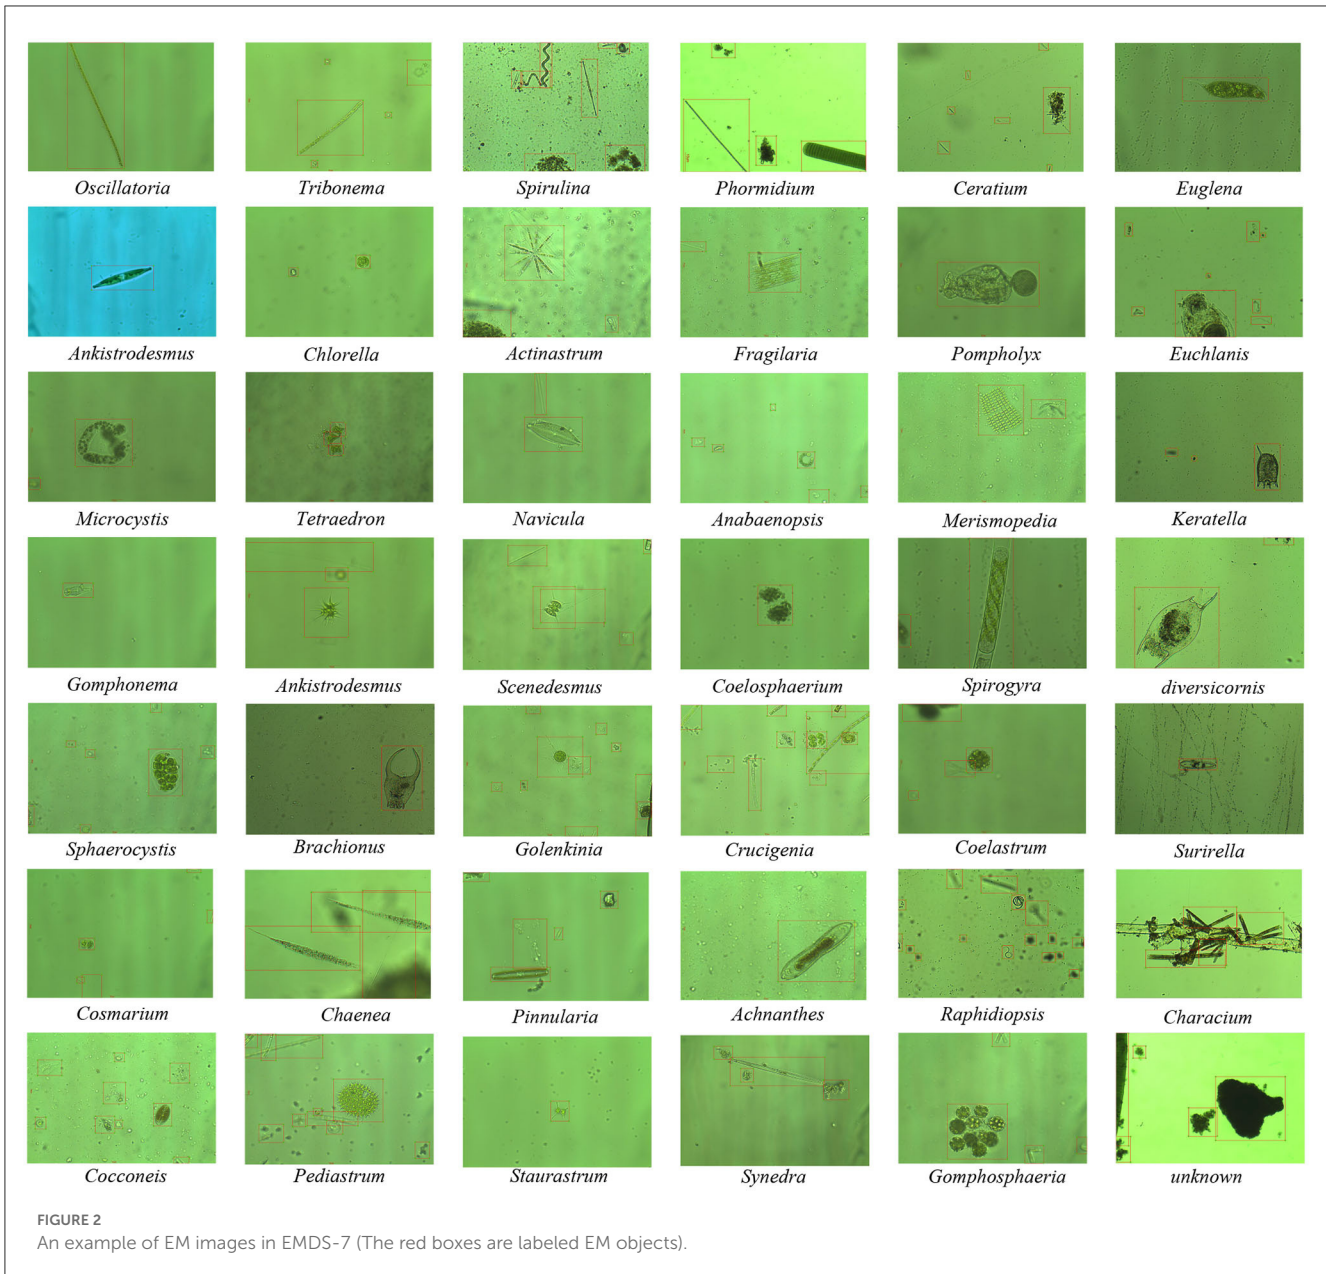 Oscillatoria Tribonema Spirulina Phormidium Ceratium Euglena
Ankistrodesmus Chlorella Actinastrum Fragilaria Pompholyx Euchlanis
Microcystis Tetraedron Navicula Anabaenopsis Merismopedia Keratella
Gomphonema Ankistrodesmus Scenedesmus Coelosphaerium Spirogyra diversicornis
Sphaerocystis Brachionus Golenkinia Crucigenia Coelastrum Surirella
Cosmarium Chaenea Pinnularia Achnanthes Raphidiopsis Characium
Cocconeis Pediastrum Staurastrum Synedra Gomphosphaeria unknown
FIGURE 2
An example of EM images in EMDS-7 (The red boxes are labeled EM objects).